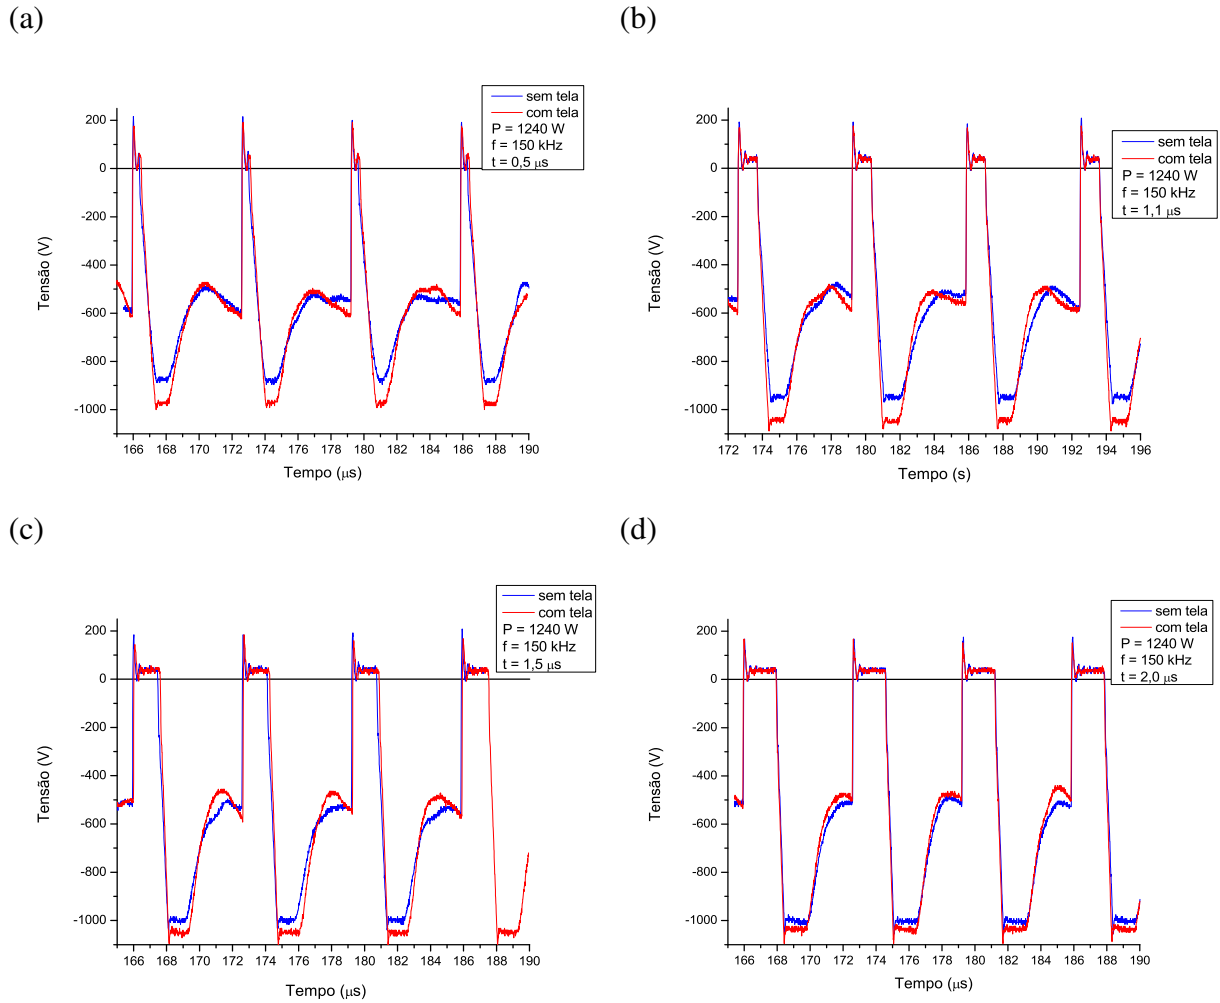 (a)
sem tela
com tela
P = 1240 W
f = 150 kHz
t = 0,5 μs
200
0
-200
-400
-600
-800
-1000
Tensão (V)
166 168 170 172 174 176 178 180 182 184 186 188 190
Tempo (μs)
(b)
sem tela
com tela
P = 1240 W
f = 150 kHz
t = 1,1 μs
200
0
-200
-400
-600
-800
-1000
Tensão (V)
172 174 176 178 180 182 184 186 188 190 192 194 196
Tempo (s)
(c)
sem tela
com tela
P = 1240 W
f = 150 kHz
t = 1,5 μs
200
0
-200
-400
-600
-800
-1000
Tensão (V)
166 168 170 172 174 176 178 180 182 184 186 188 190
Tempo (μs)
(d)
sem tela
com tela
P = 1240 W
f = 150 kHz
t = 2,0 μs
200
0
-200
-400
-600
-800
-1000
Tensão (V)
166 168 170 172 174 176 178 180 182 184 186 188 190
Tempo (μs)